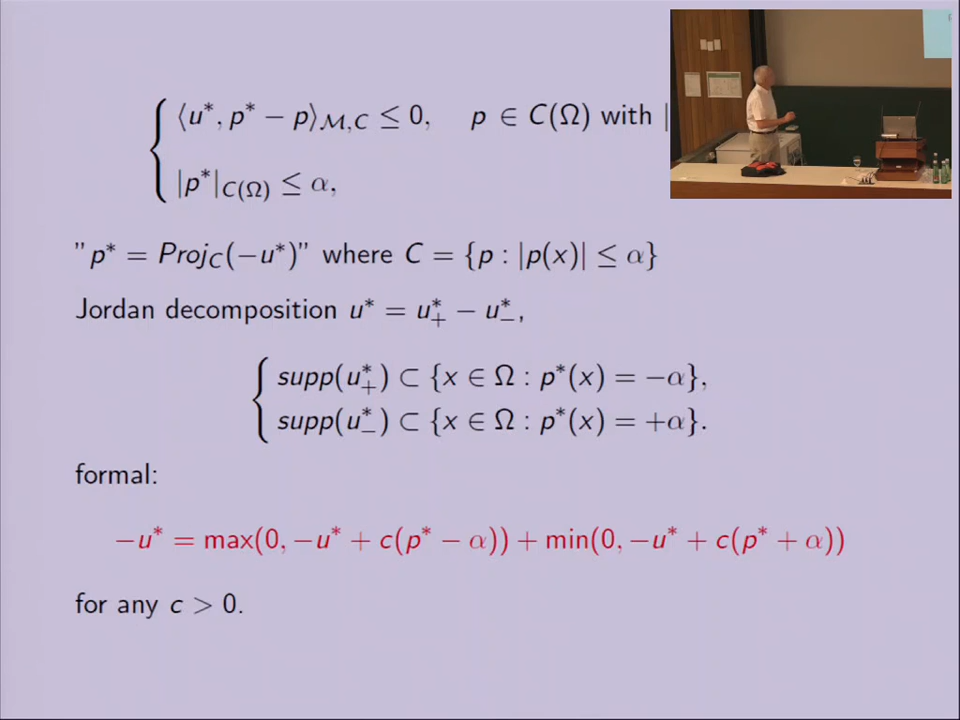 ⟨u*, p* − p⟩_{M,C} ≤ 0, p ∈ C(Ω) with |
|p*|_{C(Ω)} ≤ α,
"p* = Proj_C(−u*)" where C = {p : |p(x)| ≤ α}
Jordan decomposition u* = u*_+ − u*_−,
supp(u*_+) ⊂ {x ∈ Ω : p*(x) = −α},
supp(u*_−) ⊂ {x ∈ Ω : p*(x) = +α}.
formal:
−u* = max(0, −u* + c(p* − α)) + min(0, −u* + c(p* + α))
for any c > 0.